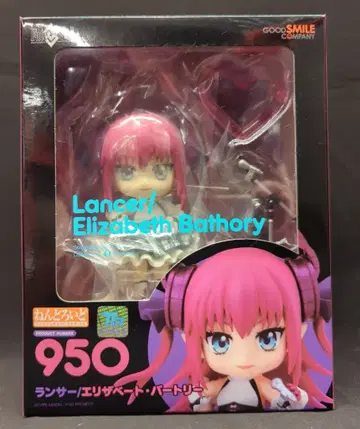 GOOD SMILE
COMPANY
Lancer/
Elizabeth Bathory
ねんどろいど
PRODUCT NUMBER
950
ランサー/エリザベート・バートリー